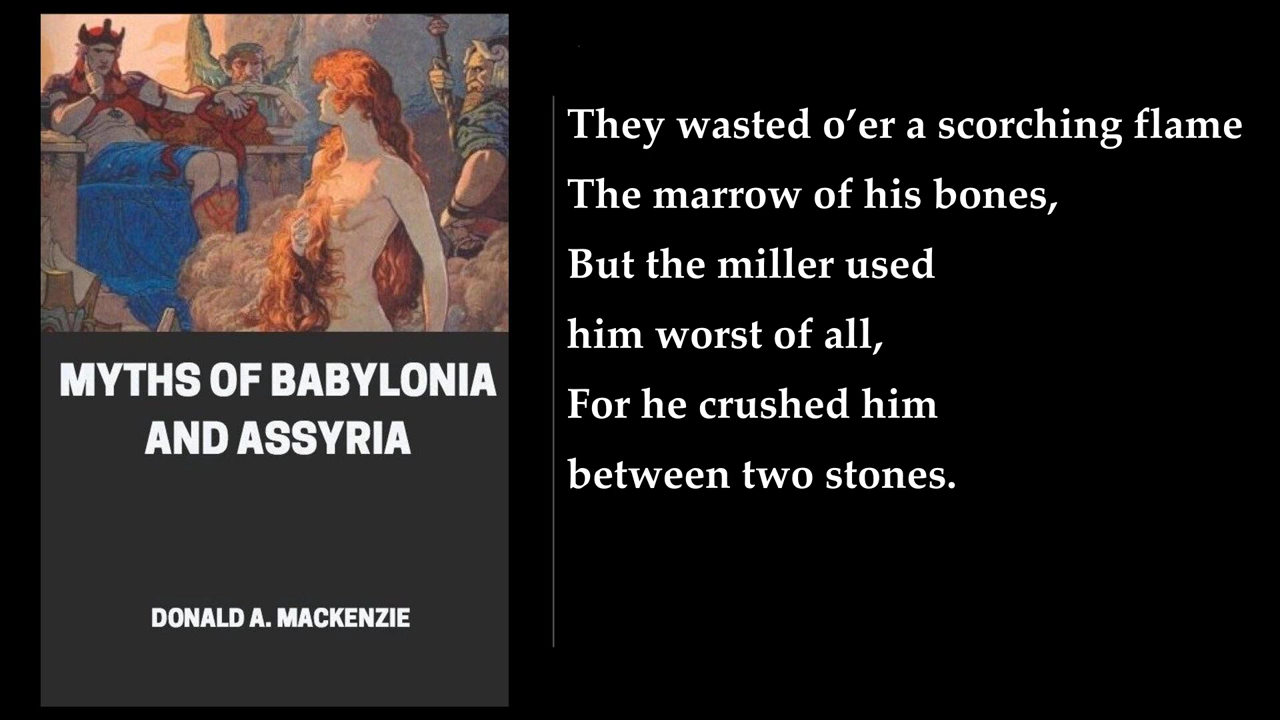 MYTHS OF BABYLONIA
AND ASSYRIA
DONALD A. MACKENZIE
They wasted o’er a scorching flame
The marrow of his bones,
But the miller used
him worst of all,
For he crushed him
between two stones.